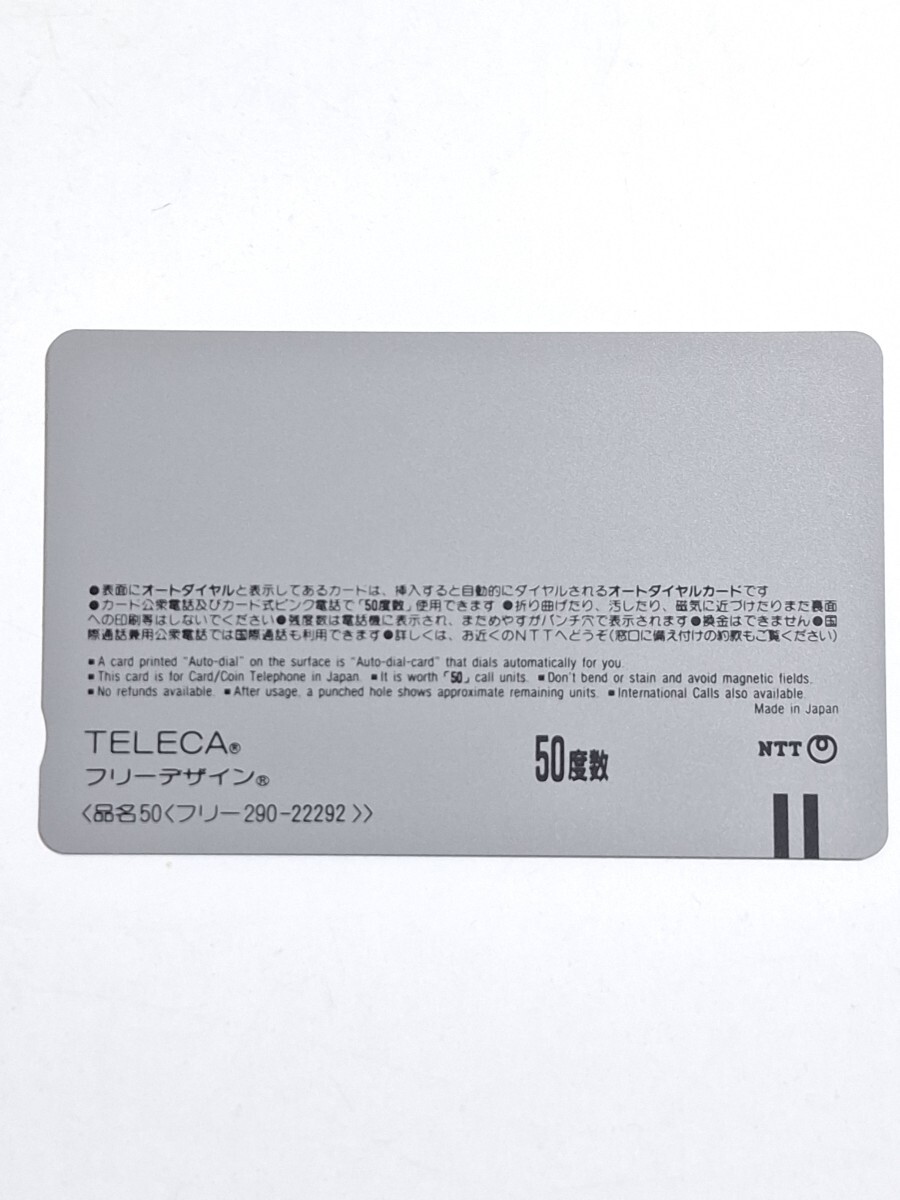 ●表面にオートダイヤルと表示してあるカードは、挿入すると自動的にダイヤルされるオートダイヤルカードです
●カード公衆電話及びカード式ピンク電話で「50度数」使用できます ●折り曲げたり、汚したり、磁気に近づけたりまた裏面
への印刷等はしないでください●残度数は電話機に表示され、まためやすがパンチ穴で表示されます●換金はできません●国
際通話兼用公衆電話では国際通話も利用できます●詳しくは、お近くのNTTへどうぞ(窓口に備え付けの約款もご覧ください)
■A card printed “Auto-dial” on the surface is “Auto-dial-card” that dials automatically for you.
■This card is for Card/Coin Telephone in Japan. ■It is worth「50」call units. ■Don't bend or stain and avoid magnetic fields.
■No refunds available. ■After usage, a punched hole shows approximate remaining units. ■International Calls also available.
Made in Japan
TELECA®
フリーデザイン®
〈品名50〈フリー290-22292〉〉
50度数
NTT